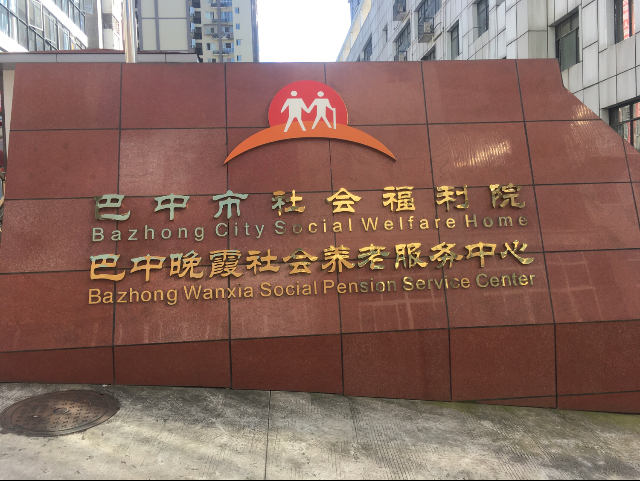 巴中市社会福利院
Bazhong City Social Welfare Home
巴中晚霞社会养老服务中心
Bazhong Wanxia Social Pension Service Center